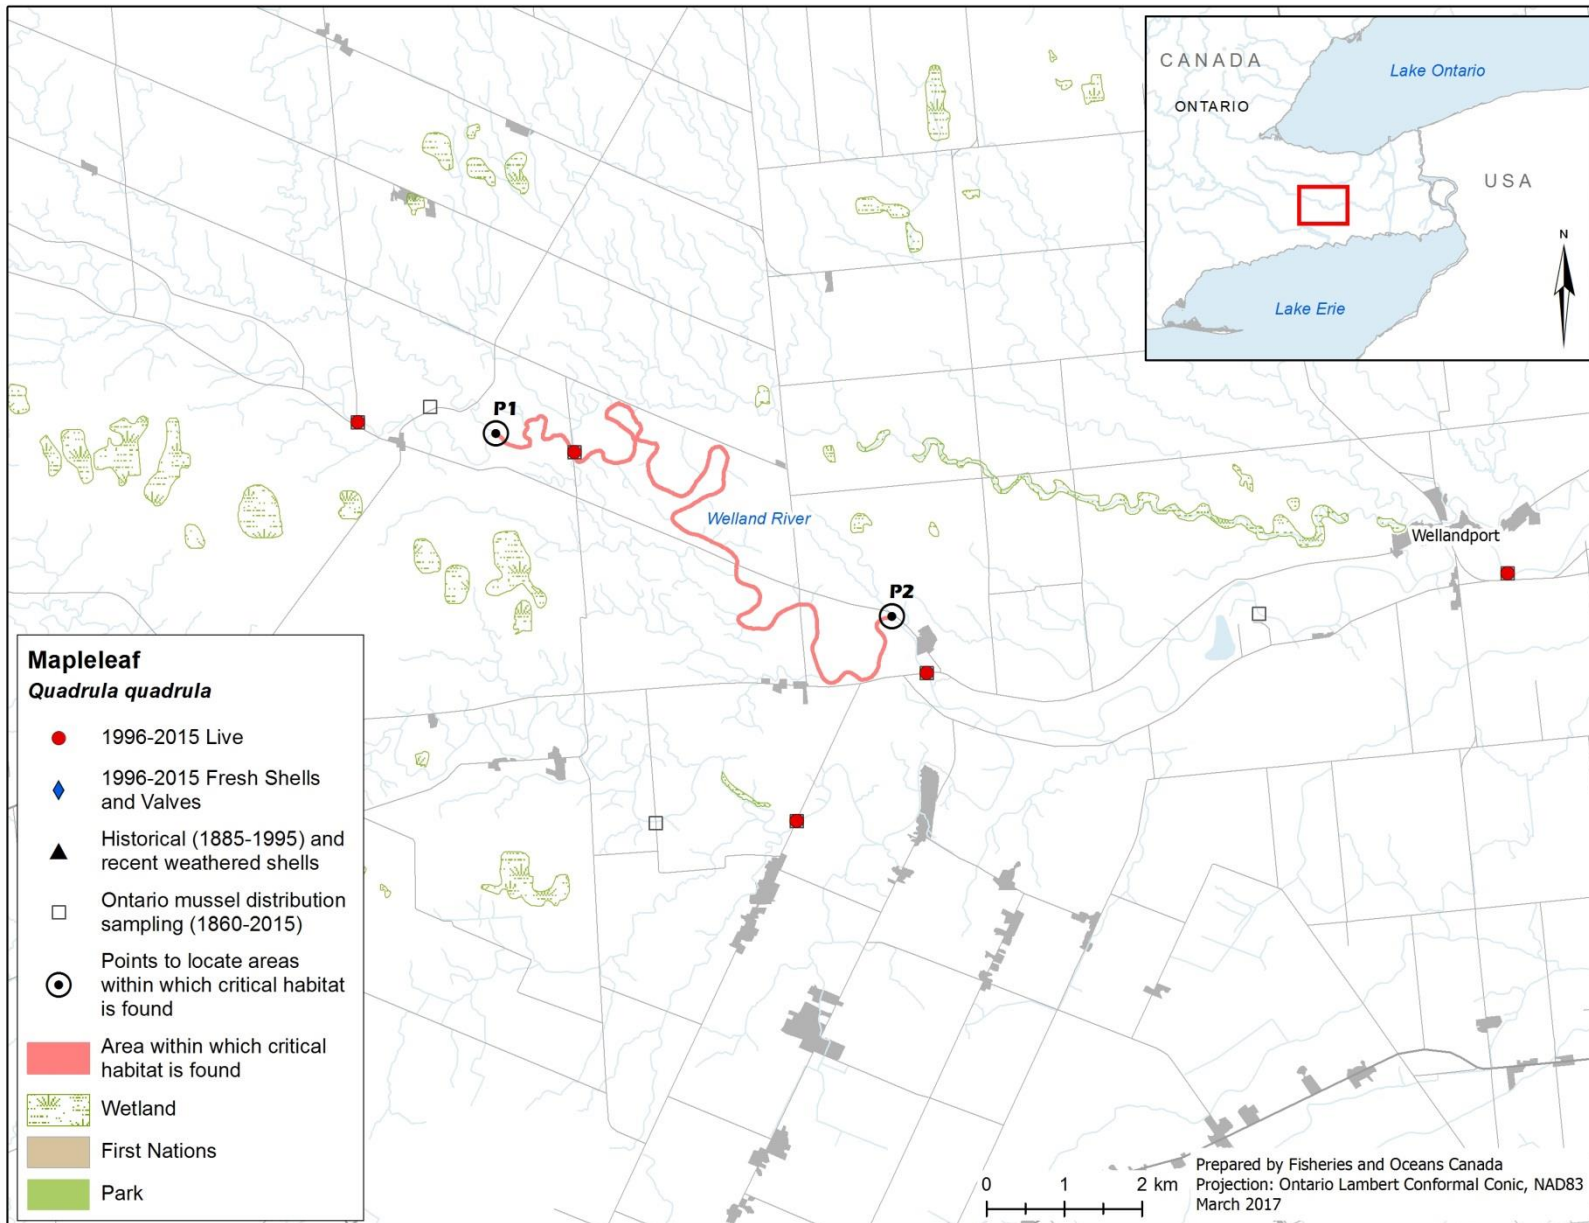 CANADA
Lake Ontario
ONTARIO
USA
N
Lake Erie
P1
Welland River
Wellandport
P2
Mapleleaf
Quadrula quadrula
1996-2015 Live
1996-2015 Fresh Shells
and Valves
Historical (1885-1995) and
recent weathered shells
Ontario mussel distribution
sampling (1860-2015)
Points to locate areas
within which critical habitat
is found
Area within which critical
habitat is found
Wetland
First Nations
Park
0 1 2 km
Prepared by Fisheries and Oceans Canada
Projection: Ontario Lambert Conformal Conic, NAD83
March 2017